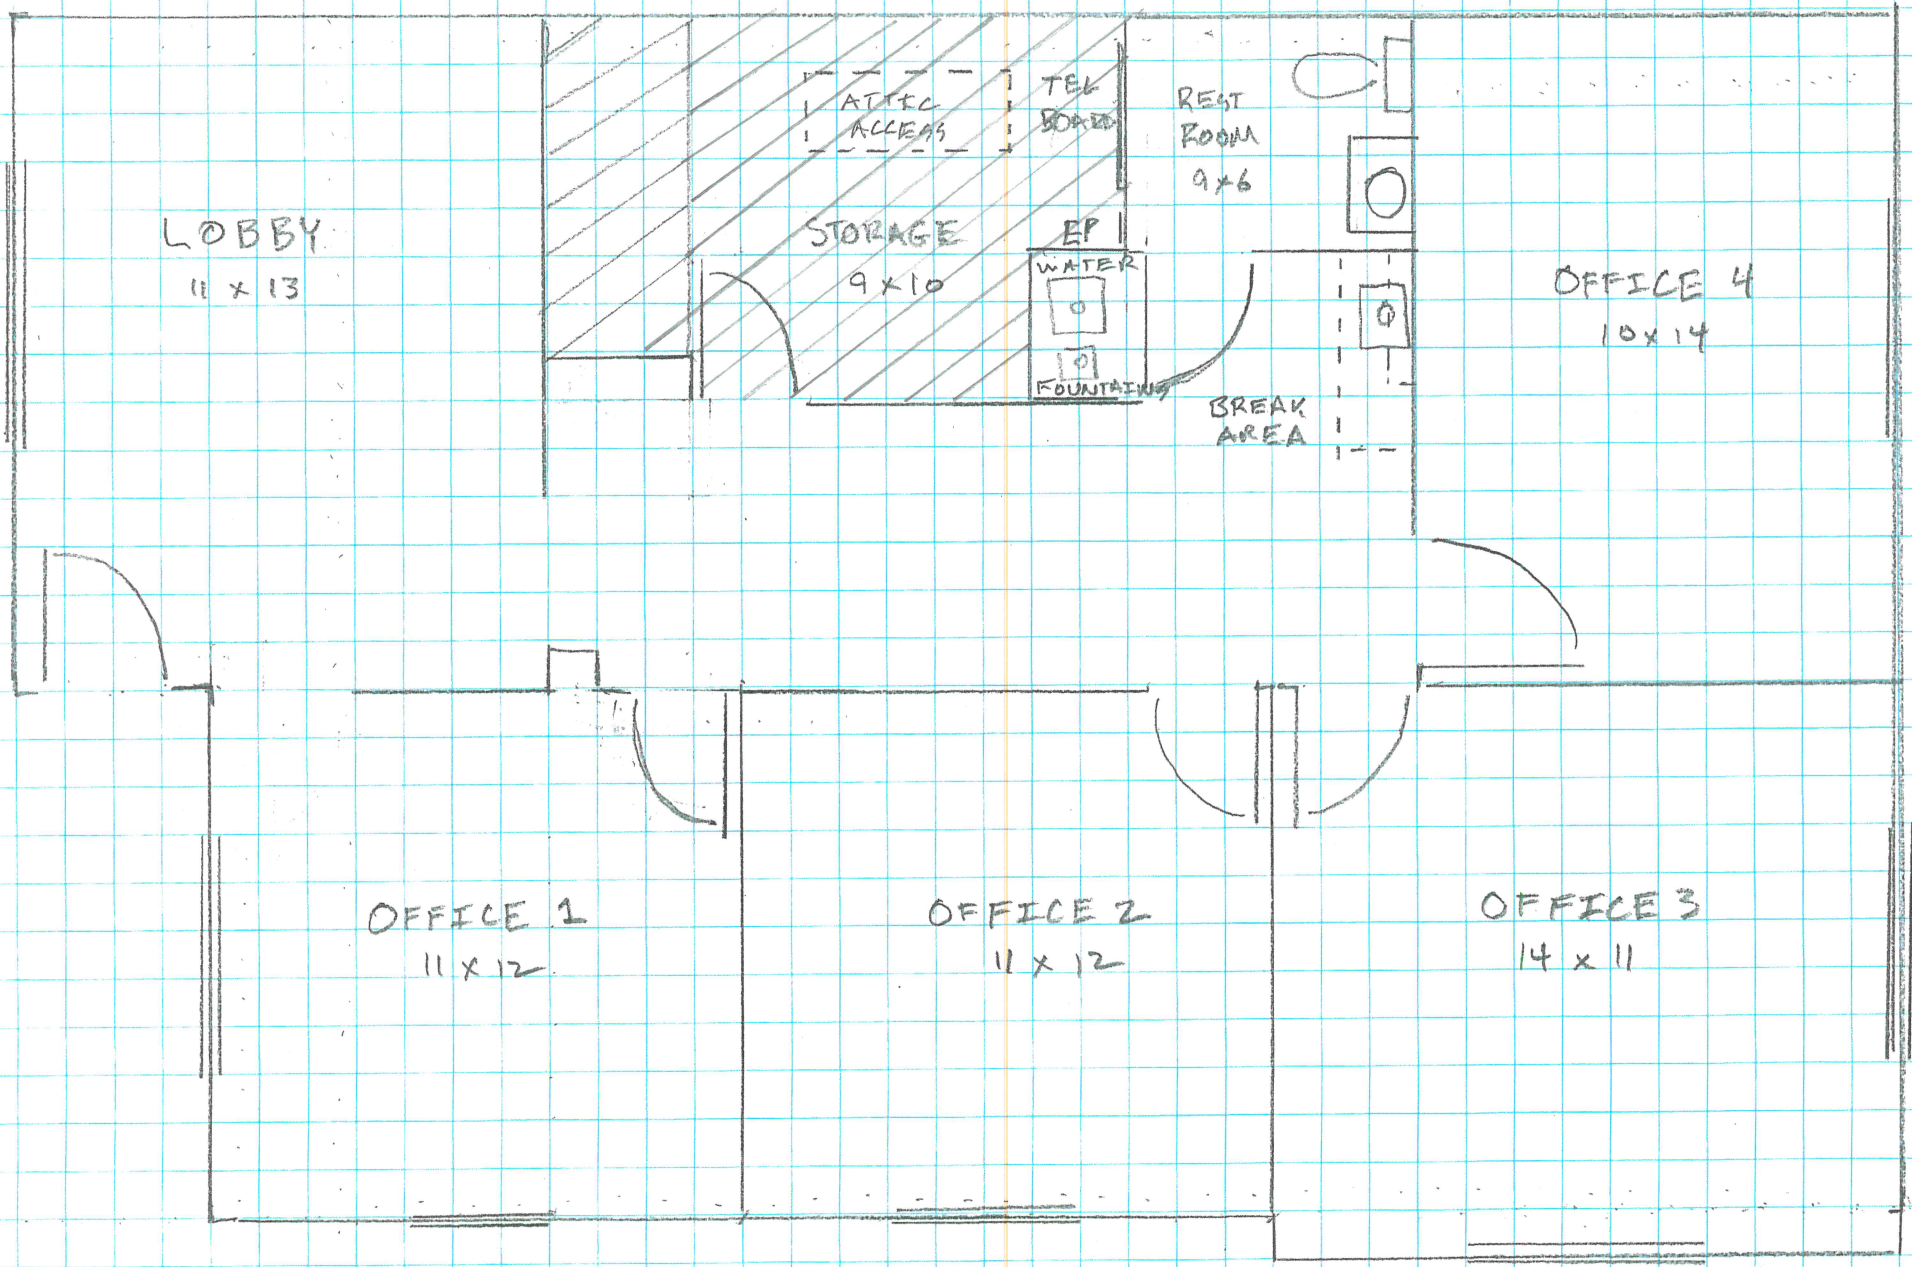 LOBBY
11 x 13
ATTIC
ACCESS
TEL
BOARD
STORAGE
9 x 10
EP
WATER
FOUNTAINS
REST
ROOM
9 x 6
BREAK
AREA
OFFICE 4
10 x 14
OFFICE 1
11 x 12
OFFICE 2
11 x 12
OFFICE 3
14 x 11